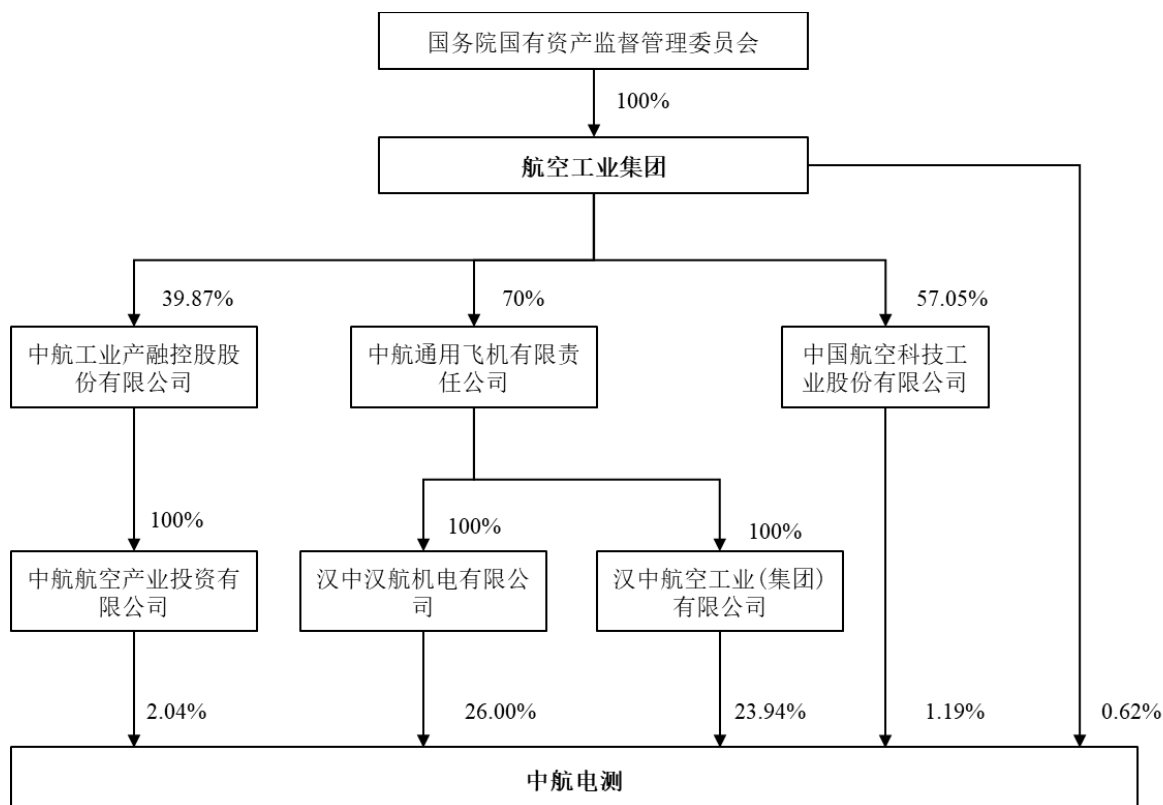 国务院国有资产监督管理委员会
100%
航空工业集团
39.87%
70%
57.05%
中航工业产融控股股
份有限公司
中航通用飞机有限责
任公司
中国航空科技工
业股份有限公司
100%
100%
100%
中航航空产业投资有
限公司
汉中汉航机电有限公
司
汉中航空工业(集团)
有限公司
2.04%
26.00%
23.94%
1.19%
0.62%
中航电测